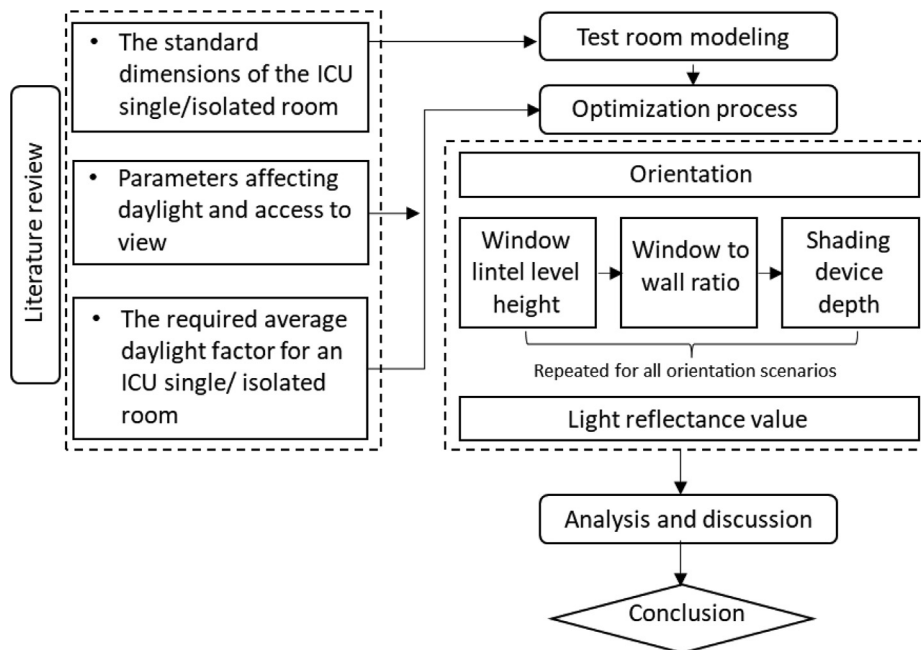 Literature review
• The standard
dimensions of the ICU
single/isolated room
• Parameters affecting
daylight and access to
view
• The required average
daylight factor for an
ICU single/ isolated
room
Test room modeling
Optimization process
Orientation
Window
lintel level
height
Window to
wall ratio
Shading
device
depth
Repeated for all orientation scenarios
Light reflectance value
Analysis and discussion
Conclusion